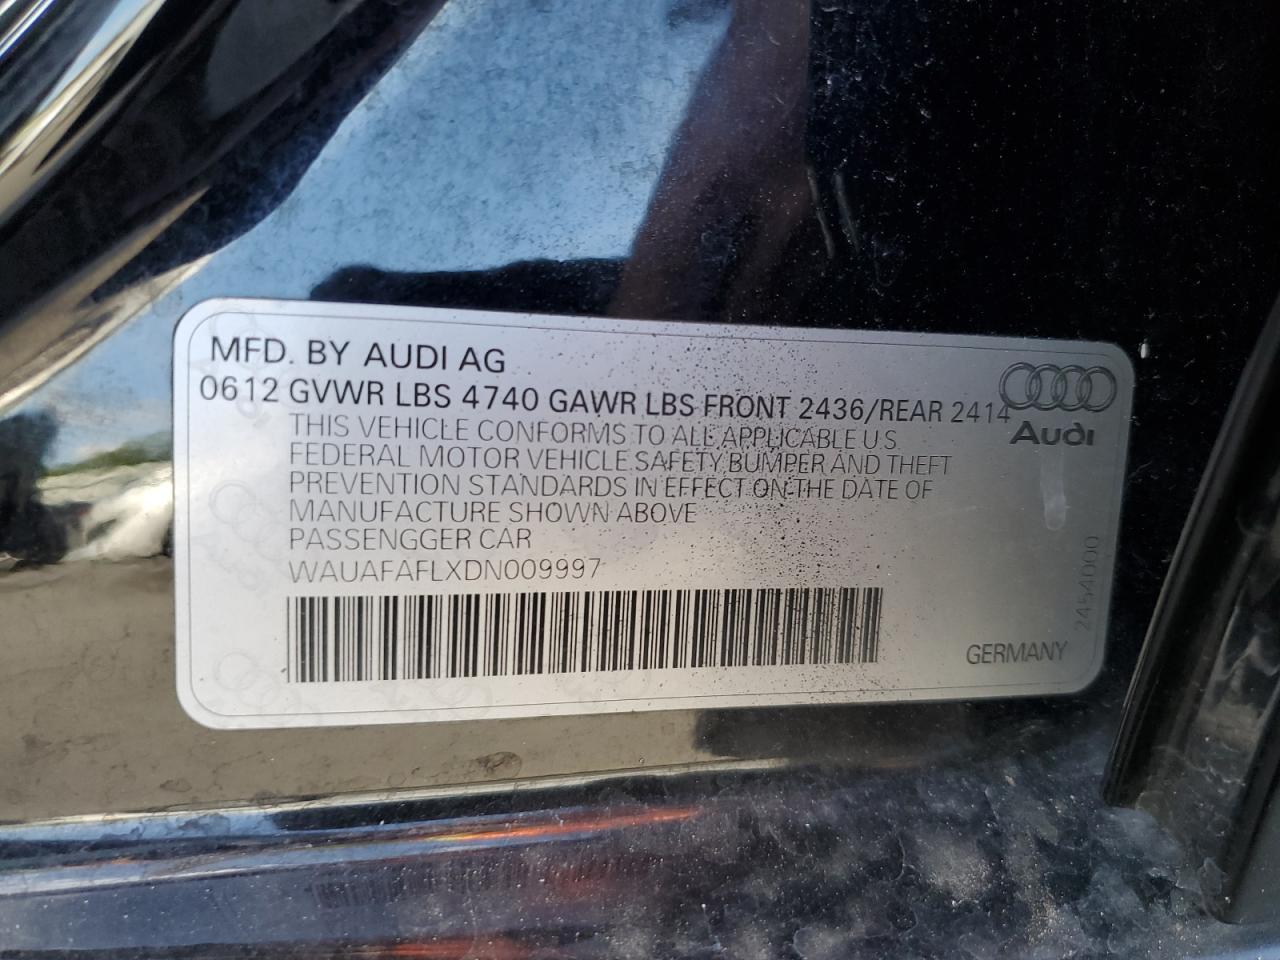 MFD. BY AUDI AG
0612 GVWR LBS 4740 GAWR LBS FRONT 2436/REAR 2414
THIS VEHICLE CONFORMS TO ALL APPLICABLE U.S.
FEDERAL MOTOR VEHICLE SAFETY BUMPER AND THEFT
PREVENTION STANDARDS IN EFFECT ON THE DATE OF
MANUFACTURE SHOWN ABOVE
PASSENGGER CAR
WAUAFAFLXDN009997
Audi
2454000
GERMANY